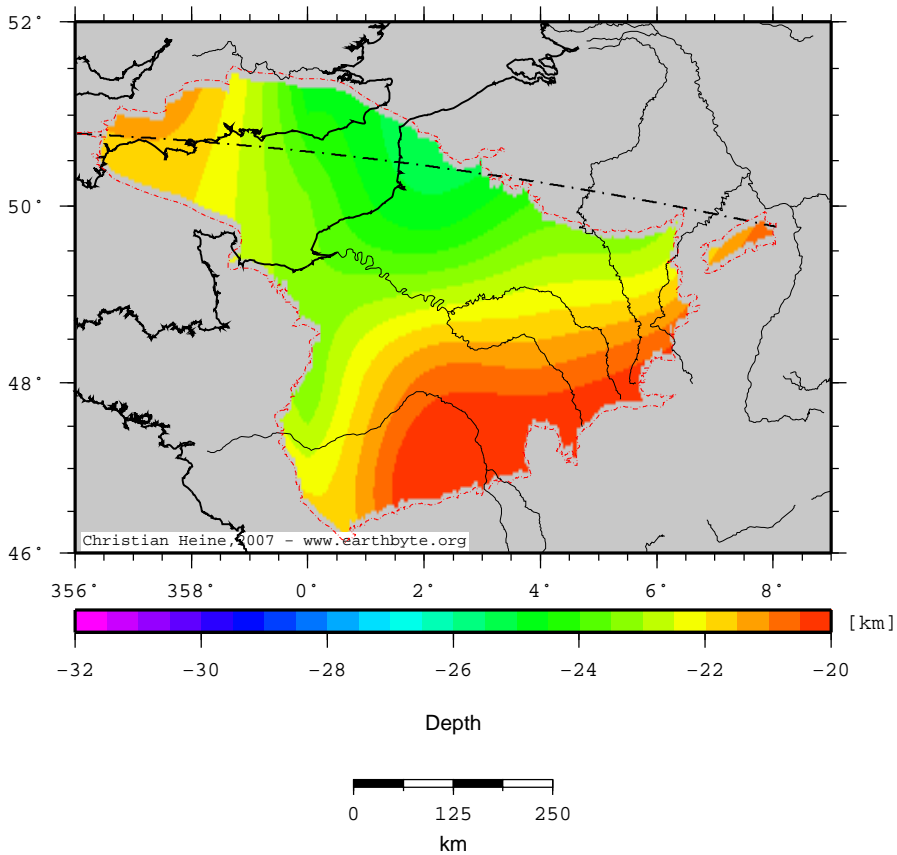 52°
50°
48°
46°
Christian Heine,2007 - www.earthbyte.org
356° 358° 0° 2° 4° 6° 8°
[km]
−32 −30 −28 −26 −24 −22 −20
Depth
0 125 250
km